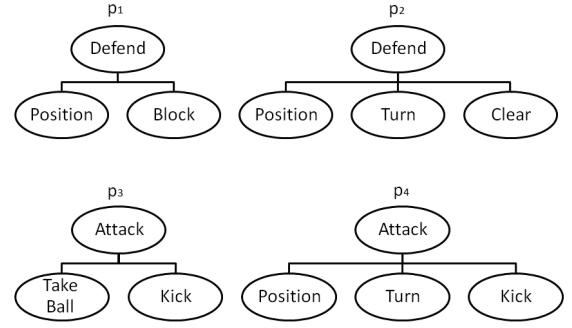 p1
p2
Defend
Defend
Position
Block
Position
Turn
Clear
p3
p4
Attack
Attack
Take
Ball
Kick
Position
Turn
Kick